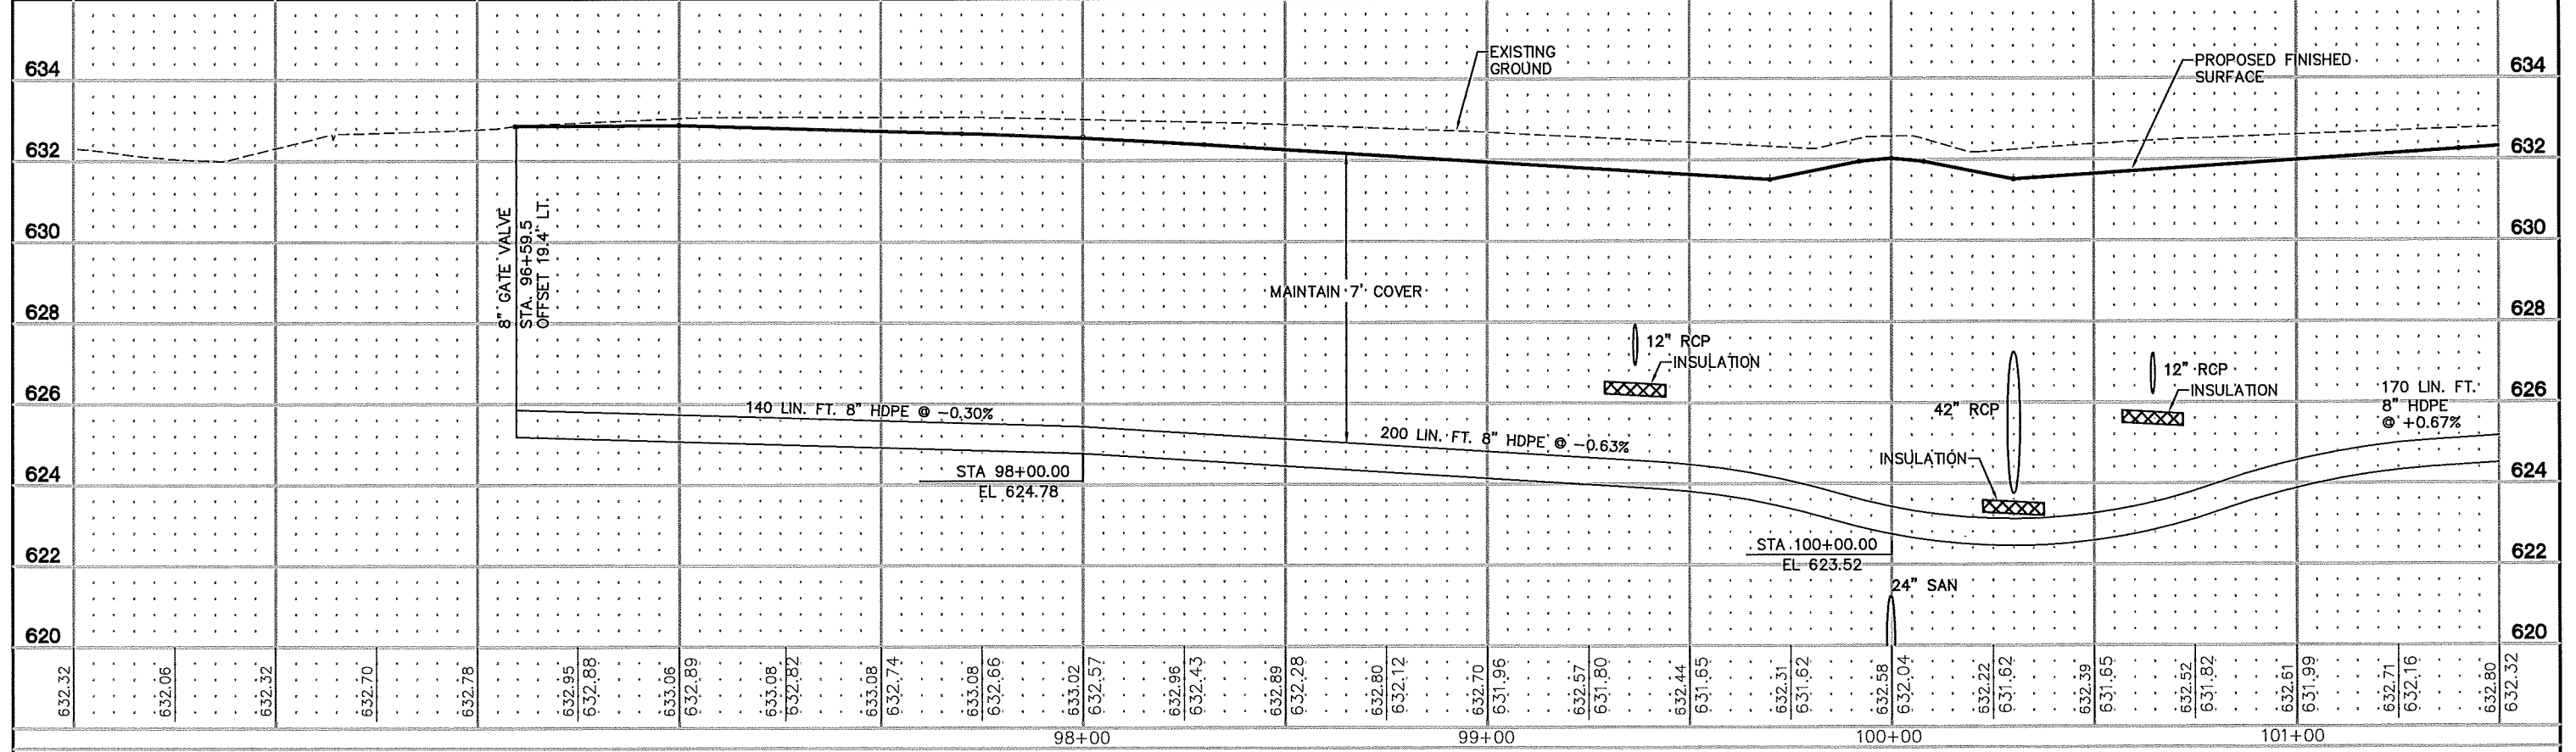 634
632
630
628
626
624
622
620
634
632
630
628
626
624
622
620
EXISTING
GROUND
PROPOSED FINISHED
SURFACE
8" GATE VALVE
STA. 96+59.5
OFFSET 19.4' LT.
MAINTAIN 7' COVER
12" RCP
INSULATION
12" RCP
INSULATION
42" RCP
INSULATION
170 LIN. FT.
8" HDPE
@ +0.67%
140 LIN. FT. 8" HDPE @ -0.30%
200 LIN. FT. 8" HDPE @ -0.63%
STA 98+00.00
EL 624.78
STA 100+00.00
EL 623.52
24" SAN
632.32
632.06
632.32
632.70
632.78
632.95
632.88
633.06
632.89
633.08
632.82
633.08
632.74
633.08
632.66
633.02
632.57
632.96
632.43
632.89
632.28
632.80
632.12
632.70
631.96
632.57
631.80
632.44
631.65
632.31
631.62
632.58
632.04
632.22
631.62
632.39
631.65
632.52
631.82
632.61
631.99
632.71
632.16
632.80
632.32
98+00
99+00
100+00
101+00